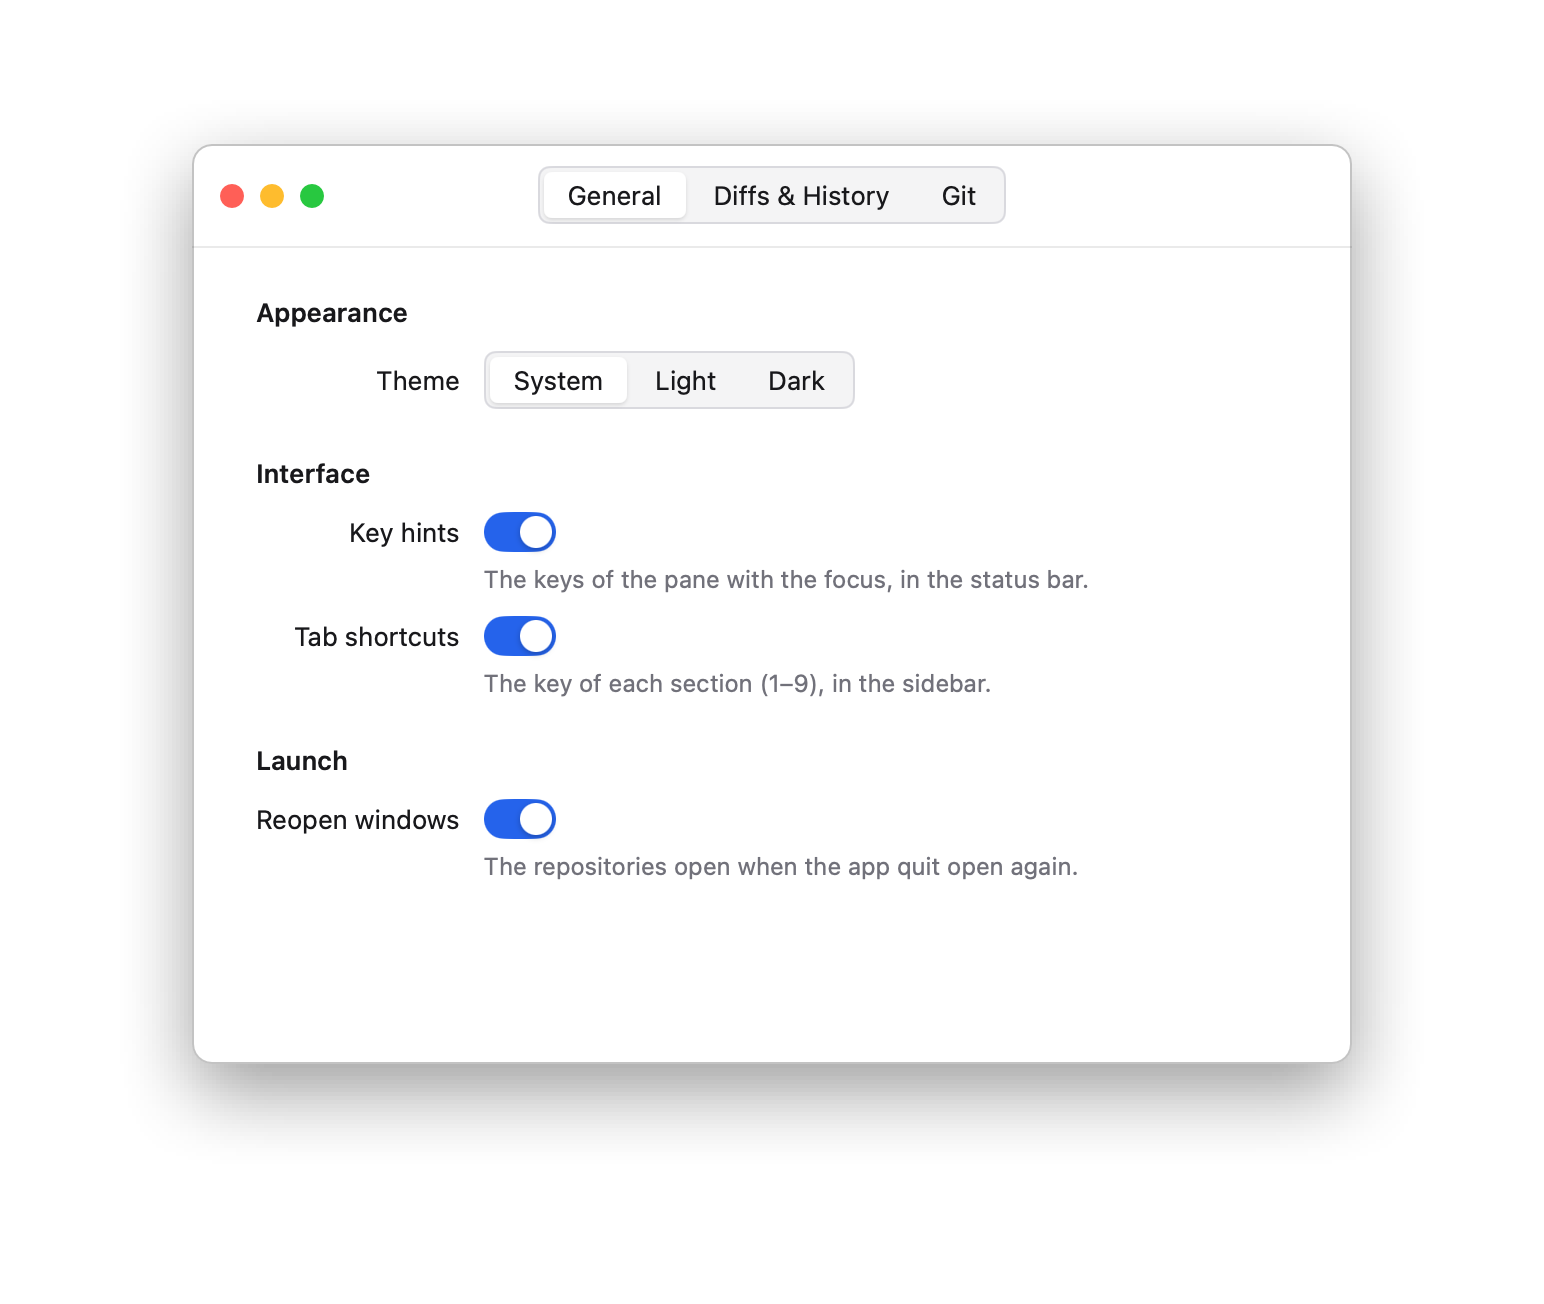 General Diffs & History Git
Appearance
Theme System Light Dark
Interface
Key hints
The keys of the pane with the focus, in the status bar.
Tab shortcuts
The key of each section (1–9), in the sidebar.
Launch
Reopen windows
The repositories open when the app quit open again.